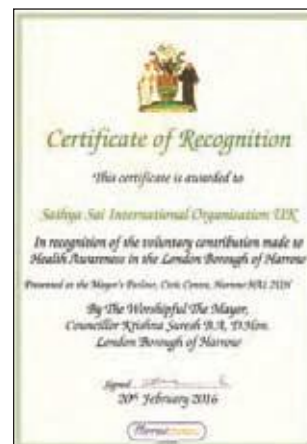 Certificate of Recognition
This certificate is awarded to
Sathya Sai International Organisation UK
In recognition of the voluntary contribution made to
Health Awareness in the London Borough of Harrow
Presented at the Mayor's Parlour, Civic Centre, Harrow HA1 2UH
By The Worshipful The Mayor,
Councillor Krishna Suresh B.A, D.Hon.
London Borough of Harrow
Signed
20th February 2016